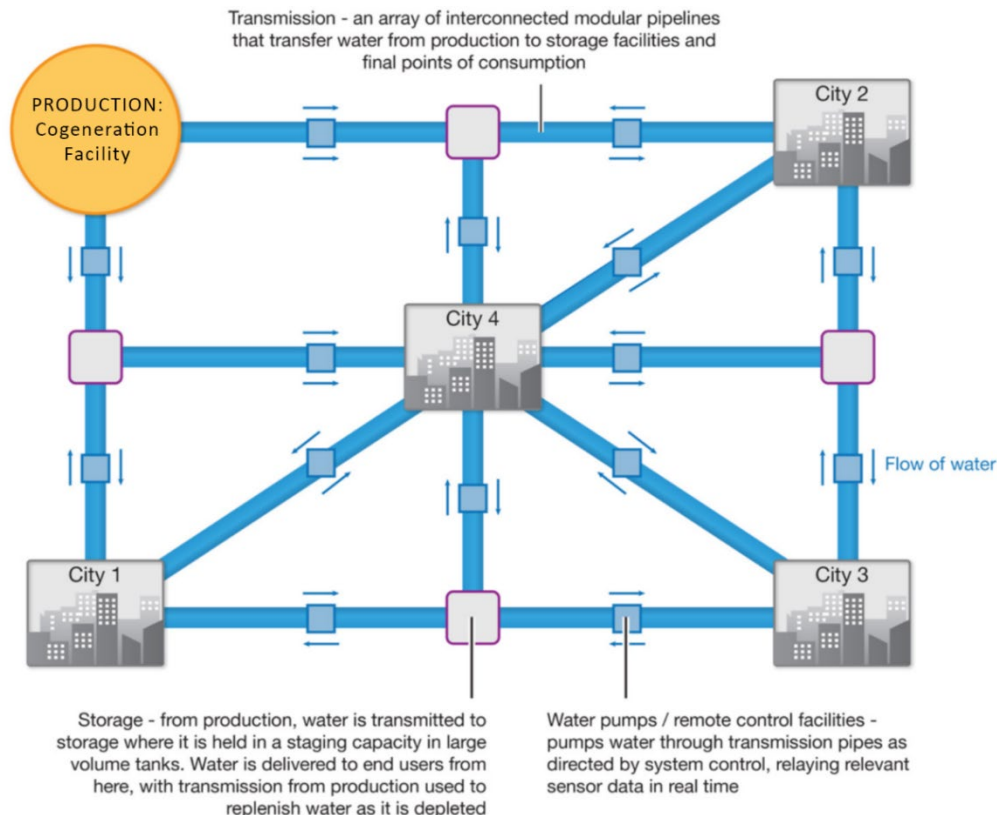 Transmission - an array of interconnected modular pipelines
that transfer water from production to storage facilities and
final points of consumption
PRODUCTION:
Cogeneration
Facility
City 2
City 4
Flow of water
City 1
City 3
Storage - from production, water is transmitted to
storage where it is held in a staging capacity in large
volume tanks. Water is delivered to end users from
here, with transmission from production used to
replenish water as it is depleted
Water pumps / remote control facilities -
pumps water through transmission pipes as
directed by system control, relaying relevant
sensor data in real time